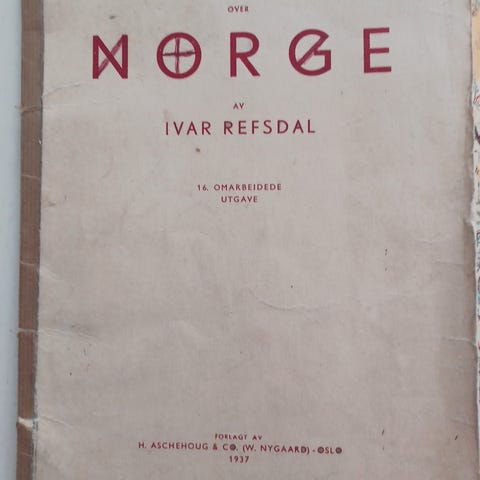 OVER
NORGE
AV
IVAR REFSDAL
16. OMARBEIDEDE
UTGAVE
FORLAGT AV
H. ASCHEHOUG & CO. (W. NYGAARD) - OSLO
1937